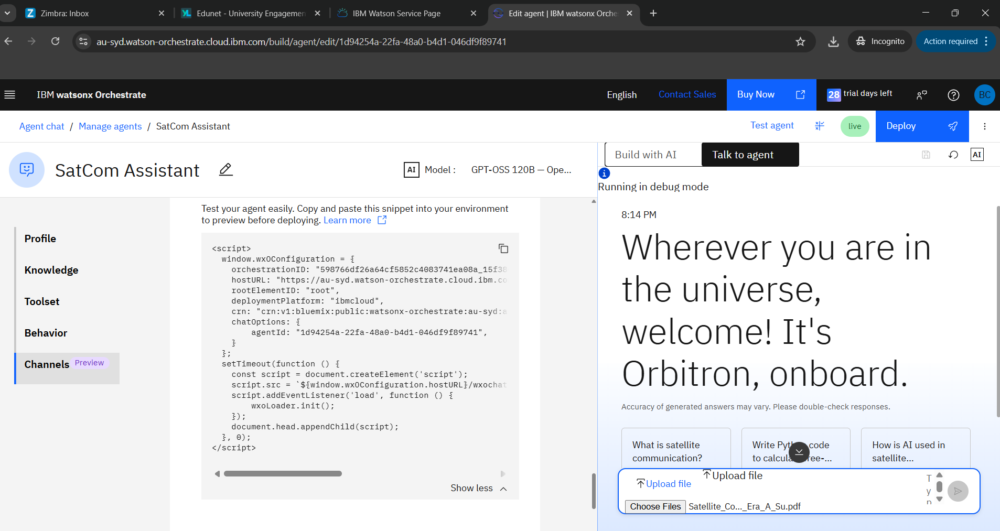 Zimbra: Inbox
Edunet - University Engagemen
IBM Watson Service Page
Edit agent | IBM watsonx Orche
au-syd.watson-orchestrate.cloud.ibm.com/build/agent/edit/1d94254a-22fa-48a0-b4d1-046df9f89741
Incognito
Action required
IBM watsonx Orchestrate
English
Contact Sales
Buy Now
28 trial days left
BC
Agent chat / Manage agents / SatCom Assistant
Test agent
live
Deploy
SatCom Assistant
AI Model :
GPT-OSS 120B — Ope...
Build with AI
Talk to agent
AI
Running in debug mode
Profile
Knowledge
Toolset
Behavior
Channels Preview
Test your agent easily. Copy and paste this snippet into your environment
to preview before deploying. Learn more
<script>
window.wxOConfiguration = {
orchestrationID: "598766df26a64cf5852c4083741ea08a_15f38
hostURL: "https://au-syd.watson-orchestrate.cloud.ibm.co
rootElementID: "root",
deploymentPlatform: "ibmcloud",
crn: "crn:v1:bluemix:public:watsonx-orchestrate:au-syd:a
chatOptions: {
agentId: "1d94254a-22fa-48a0-b4d1-046df9f89741",
}
};
setTimeout(function () {
const script = document.createElement('script');
script.src = `${window.wxOConfiguration.hostURL}/wxochat
script.addEventListener('load', function () {
wxoLoader.init();
});
document.head.appendChild(script);
}, 0);
</script>
Show less
8:14 PM
Wherever you are in
the universe,
welcome! It's
Orbitron, onboard.
Accuracy of generated answers may vary. Please double-check responses.
What is satellite
communication?
Write Pyth code
to calcula ree-...
How is AI used in
satellite...
Upload file
Upload file
T
y
p
Choose Files Satellite_Co..._Era_A_Su.pdf